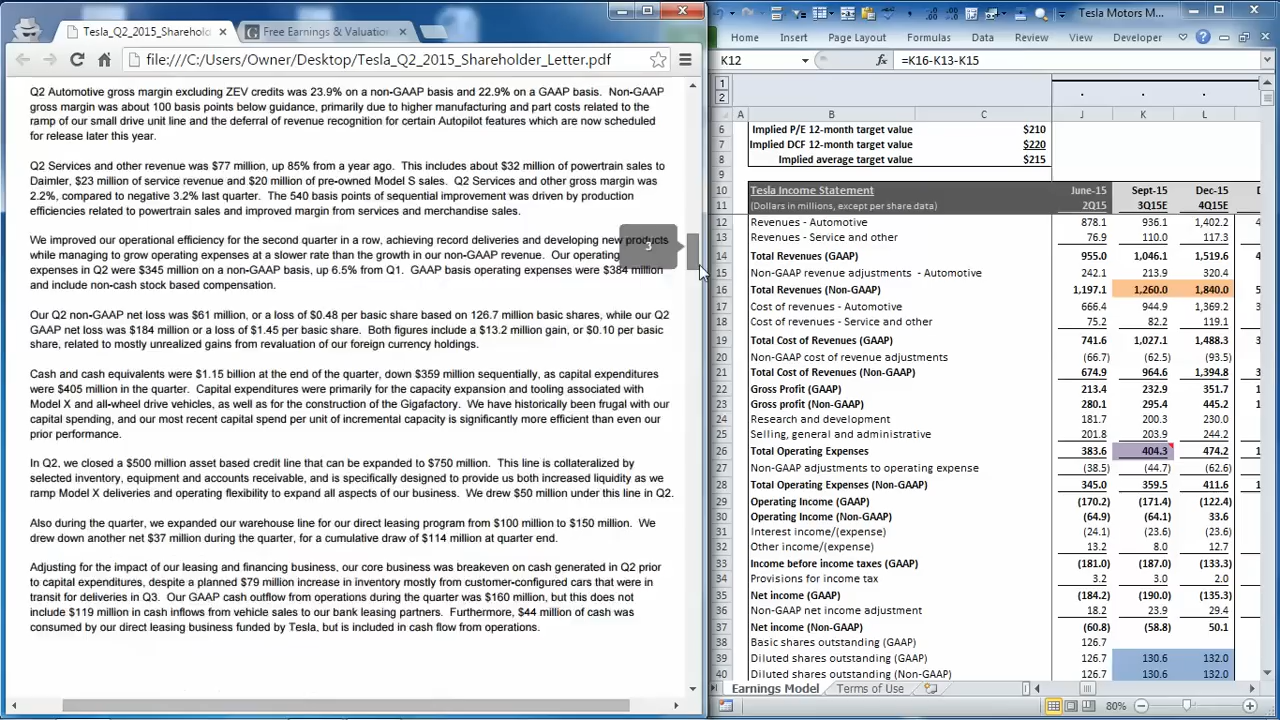 Tesla_Q2_2015_Sharehold
Free Earnings & Valuation
file:///C:/Users/Owner/Desktop/Tesla_Q2_2015_Shareholder_Letter.pdf
Q2 Automotive gross margin excluding ZEV credits was 23.9% on a non-GAAP basis and 22.9% on a GAAP basis. Non-GAAP
gross margin was about 100 basis points below guidance, primarily due to higher manufacturing and part costs related to the
ramp of our small drive unit line and the deferral of revenue recognition for certain Autopilot features which are now scheduled
for release later this year.
Q2 Services and other revenue was $77 million, up 85% from a year ago. This includes about $32 million of powertrain sales to
Daimler, $23 million of service revenue and $20 million of pre-owned Model S sales. Q2 Services and other gross margin was
2.2%, compared to negative 3.2% last quarter. The 540 basis points of sequential improvement was driven by production
efficiencies related to powertrain sales and improved margin from services and merchandise sales.
We improved our operational efficiency for the second quarter in a row, achieving record deliveries and developing new products
while managing to grow operating expenses at a slower rate than the growth in our non-GAAP revenue. Our operating
expenses in Q2 were $345 million on a non-GAAP basis, up 6.5% from Q1. GAAP basis operating expenses were $384 million
and include non-cash stock based compensation.
3
Our Q2 non-GAAP net loss was $61 million, or a loss of $0.48 per basic share based on 126.7 million basic shares, while our Q2
GAAP net loss was $184 million or a loss of $1.45 per basic share. Both figures include a $13.2 million gain, or $0.10 per basic
share, related to mostly unrealized gains from revaluation of our foreign currency holdings.
Cash and cash equivalents were $1.15 billion at the end of the quarter, down $359 million sequentially, as capital expenditures
were $405 million in the quarter. Capital expenditures were primarily for the capacity expansion and tooling associated with
Model X and all-wheel drive vehicles, as well as for the construction of the Gigafactory. We have historically been frugal with our
capital spending, and our most recent capital spend per unit of incremental capacity is significantly more efficient than even our
prior performance.
In Q2, we closed a $500 million asset based credit line that can be expanded to $750 million. This line is collateralized by
selected inventory, equipment and accounts receivable, and is specifically designed to provide us both increased liquidity as we
ramp Model X deliveries and operating flexibility to expand all aspects of our business. We drew $50 million under this line in Q2.
Also during the quarter, we expanded our warehouse line for our direct leasing program from $100 million to $150 million. We
drew down another net $37 million during the quarter, for a cumulative draw of $114 million at quarter end.
Adjusting for the impact of our leasing and financing business, our core business was breakeven on cash generated in Q2 prior
to capital expenditures, despite a planned $79 million increase in inventory mostly from customer-configured cars that were in
transit for deliveries in Q3. Our GAAP cash outflow from operations during the quarter was $160 million, but this does not
include $119 million in cash inflows from vehicle sales to our bank leasing partners. Furthermore, $44 million of cash was
consumed by our direct leasing business funded by Tesla, but is included in cash flow from operations.
Tesla Motors M...
Home Insert Page Layout Formulas Data Review View Developer
K12 fx =K16-K13-K15
1
2
A B C J K L
6 Implied P/E 12-month target value $210
7 Implied DCF 12-month target value $220
8 Implied average target value $215
9
10 Tesla Income Statement June-15 Sept-15 Dec-15
11 (Dollars in millions, except per share data) 2Q15 3Q15E 4Q15E
12 Revenues - Automotive 878.1 936.1 1,402.2
13 Revenues - Service and other 76.9 110.0 117.3
14 Total Revenues (GAAP) 955.0 1,046.1 1,519.6
15 Non-GAAP revenue adjustments - Automotive 242.1 213.9 320.4
16 Total Revenues (Non-GAAP) 1,197.1 1,260.0 1,840.0
17 Cost of revenues - Automotive 666.4 944.9 1,369.2
18 Cost of revenues - Service and other 75.2 82.2 119.1
19 Total Cost of Revenues (GAAP) 741.6 1,027.1 1,488.3
20 Non-GAAP cost of revenue adjustments (66.7) (62.5) (93.5)
21 Total Cost of Revenues (Non-GAAP) 674.9 964.6 1,394.8
22 Gross Profit (GAAP) 213.4 232.9 351.7
23 Gross profit (Non-GAAP) 280.1 295.4 445.2
24 Research and development 181.7 200.3 230.0
25 Selling, general and administrative 201.8 203.9 244.2
26 Total Operating Expenses 383.6 404.3 474.2
27 Non-GAAP adjustments to operating expense (38.5) (44.7) (62.6)
28 Total Operating Expenses (Non-GAAP) 345.0 359.5 411.6
29 Operating Income (GAAP) (170.2) (171.4) (122.4)
30 Operating Income (Non-GAAP) (64.9) (64.1) 33.6
31 Interest income/(expense) (24.1) (23.6) (23.6)
32 Other income/(expense) 13.2 8.0 12.7
33 Income before income taxes (GAAP) (181.0) (187.0) (133.3)
34 Provisions for income tax 3.2 3.0 2.0
35 Net income (GAAP) (184.2) (190.0) (135.3)
36 Non-GAAP net income adjustment 18.2 23.9 29.4
37 Net income (Non-GAAP) (60.8) (58.8) 50.1
38 Basic shares outstanding (GAAP) 126.7
39 Diluted shares outstanding (GAAP) 126.7 130.6 132.0
40 Diluted shares outstanding (Non-GAAP) 126.7 130.6 132.0
Earnings Model Terms of Use
80%